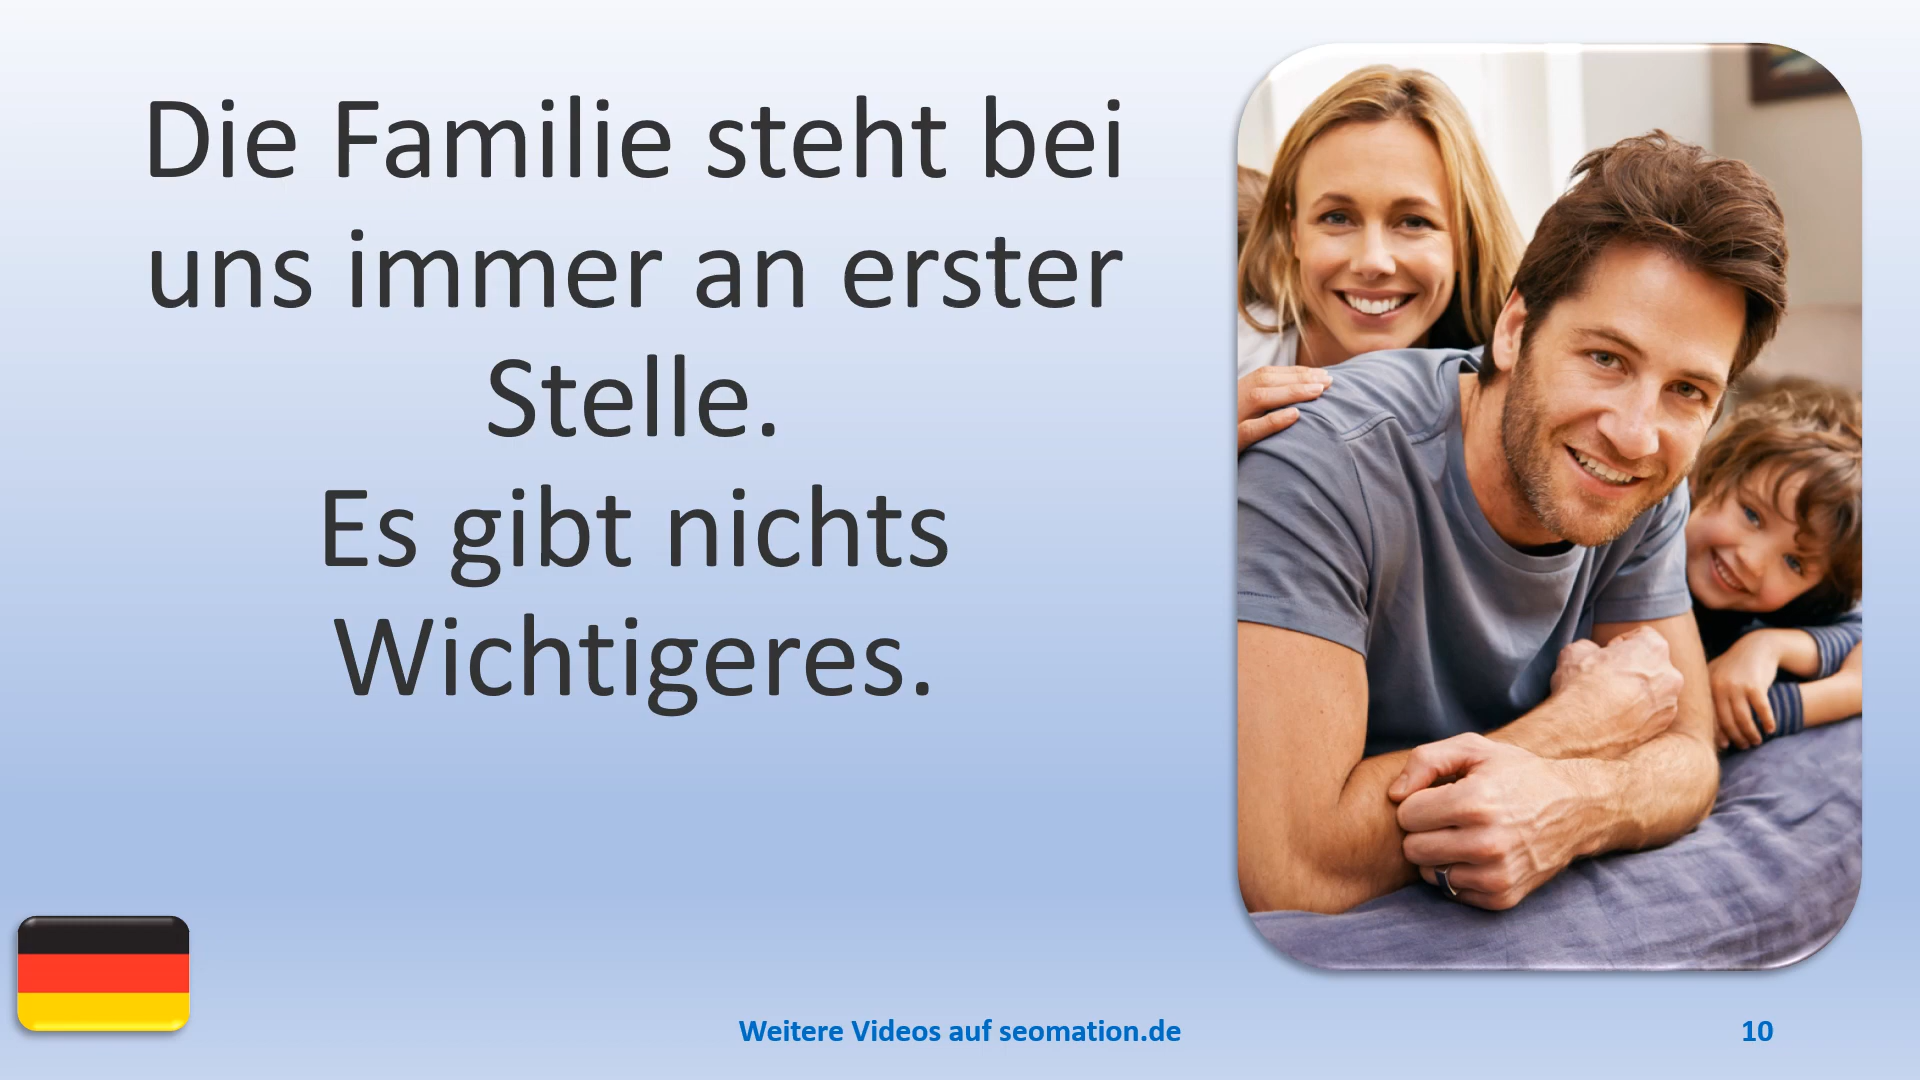 Die Familie steht bei
uns immer an erster
Stelle.
Es gibt nichts
Wichtigeres.
Weitere Videos auf seomation.de
10